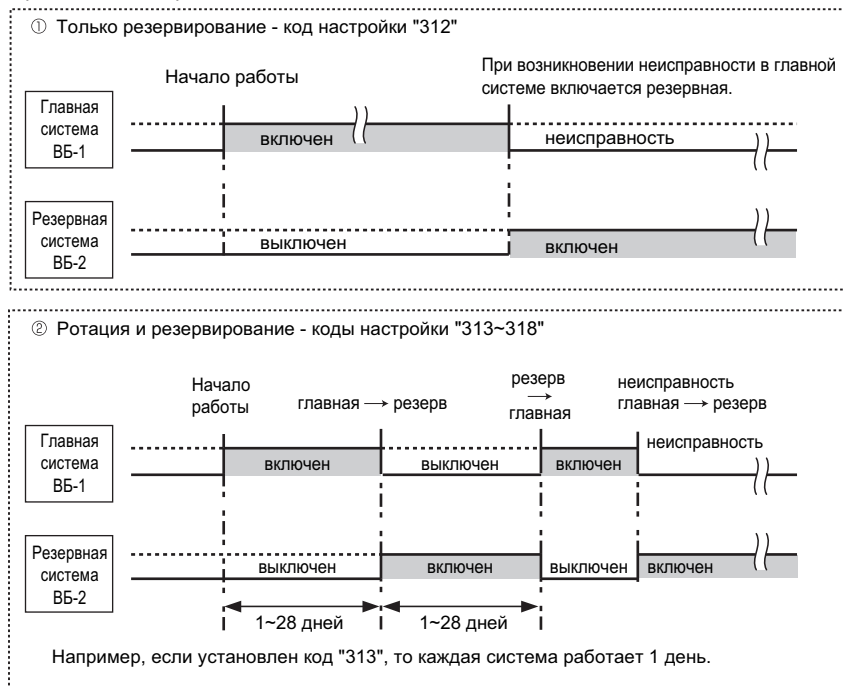 ① Только резервирование - код настройки "312"
Начало работы
При возникновении неисправности в главной
системе включается резервная.
Главная
система
ВБ-1
включен
неисправность
Резервная
система
ВБ-2
выключен
включен
② Ротация и резервирование - коды настройки "313~318"
Начало
работы
главная → резерв
резерв
→
главная
неисправность
главная → резерв
Главная
система
ВБ-1
включен
выключен
включен
неисправность
Резервная
система
ВБ-2
выключен
включен
выключен
включен
1~28 дней
1~28 дней
Например, если установлен код "313", то каждая система работает 1 день.